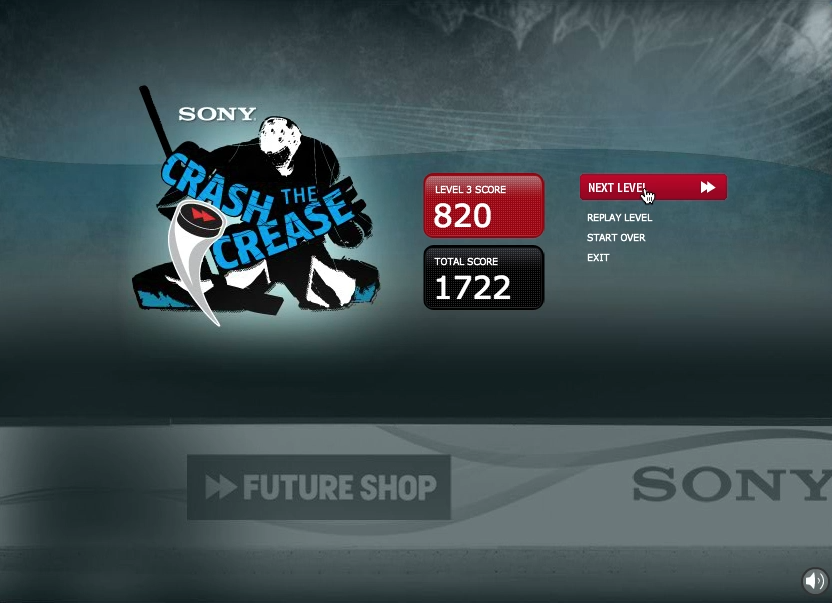 SONY
CRASH THE
CREASE
LEVEL 3 SCORE
820
TOTAL SCORE
1722
NEXT LEVEL
REPLAY LEVEL
START OVER
EXIT
FUTURE SHOP
SONY